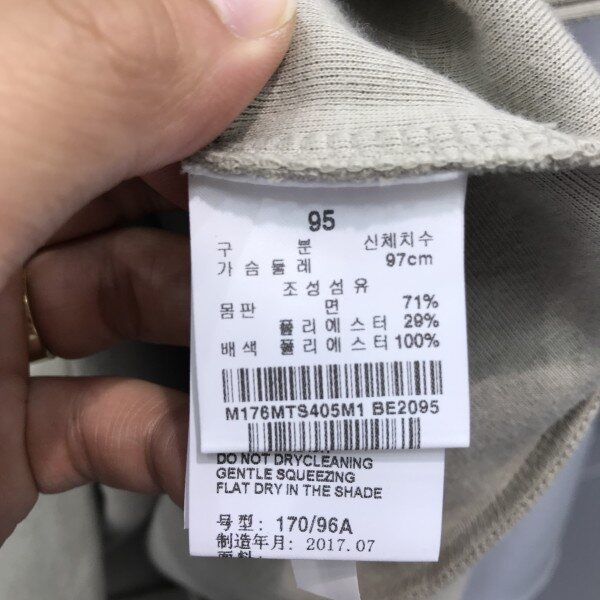 95
구 분 신체치수
가슴둘레 97cm
조성섬유
몸판 면 71%
폴리에스터 29%
배색 폴리에스터 100%
M176MTS405M1 BE2095
DO NOT DRYCLEANING
GENTLE SQUEEZING
FLAT DRY IN THE SHADE
号型: 170/96A
制造年月: 2017.07